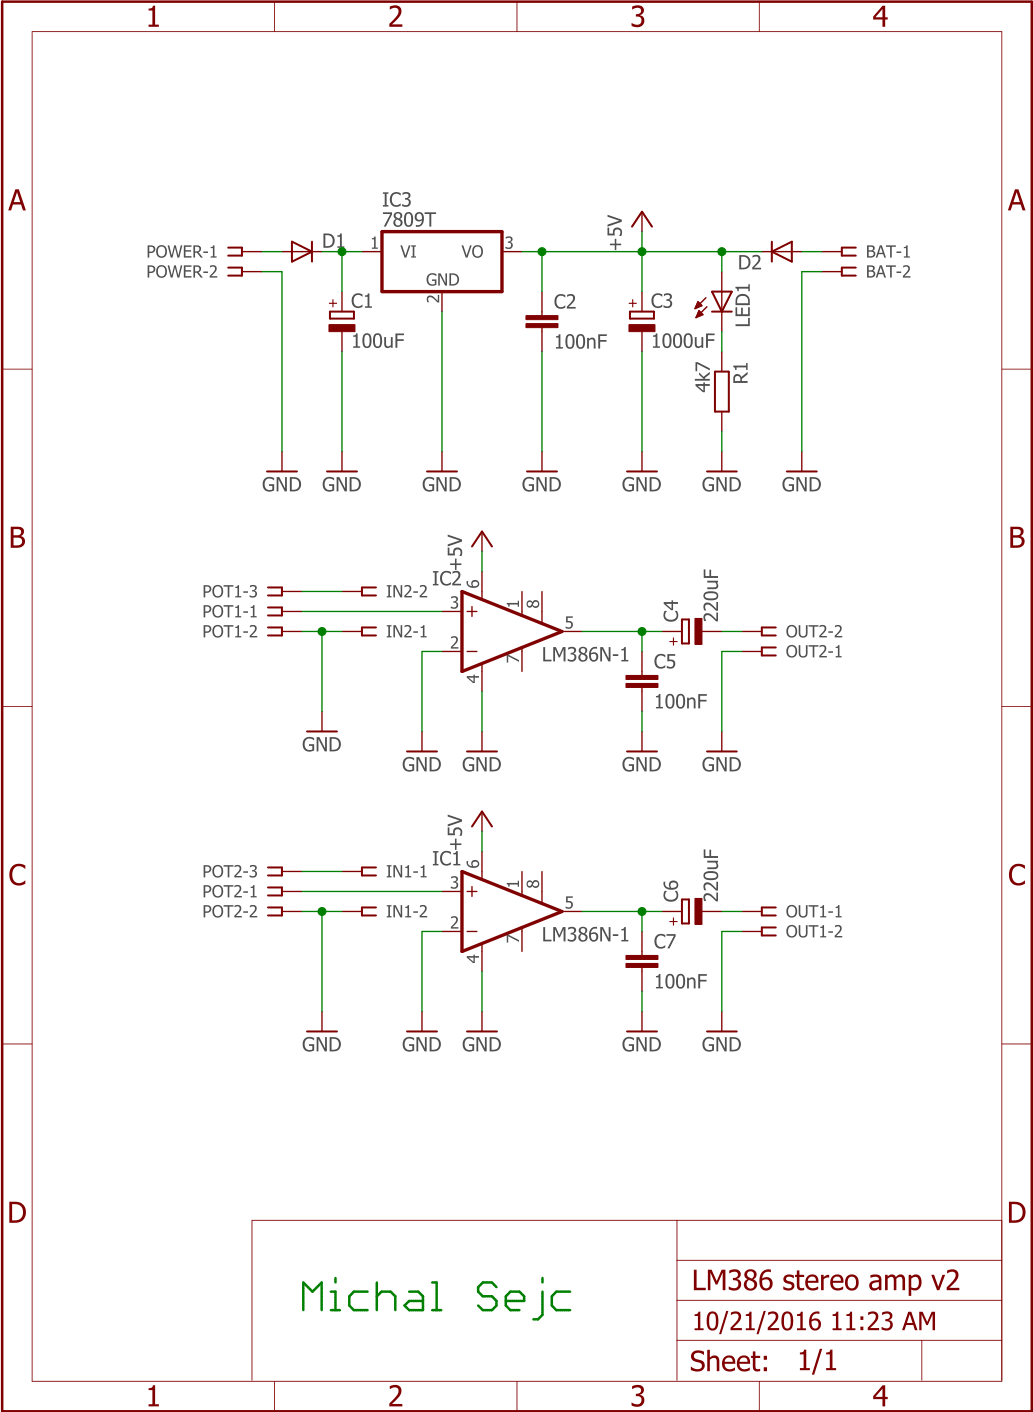 1 2 3 4
A A
IC3
7809T
POWER-1
POWER-2
D1
1 VI VO 3
GND
2
+5V
D2
BAT-1
BAT-2
+ C1
100uF
C2
100nF
+ C3
1000uF
LED1
4k7 R1
GND GND GND GND GND GND GND
B B
+5V
IC2
6
POT1-3 IN2-2
POT1-1
POT1-2 IN2-1
3 + 1 8
2 − 7
4
5
LM386N-1
C4
220uF
+
C5
100nF
OUT2-2
OUT2-1
GND
GND GND GND GND
C C
+5V
IC1
6
POT2-3 IN1-1
POT2-1
POT2-2 IN1-2
3 + 1 8
2 − 7
4
5
LM386N-1
C6
220uF
+
C7
100nF
OUT1-1
OUT1-2
GND GND GND GND GND
D D
Michal Sejc
LM386 stereo amp v2
10/21/2016 11:23 AM
Sheet: 1/1
1 2 3 4